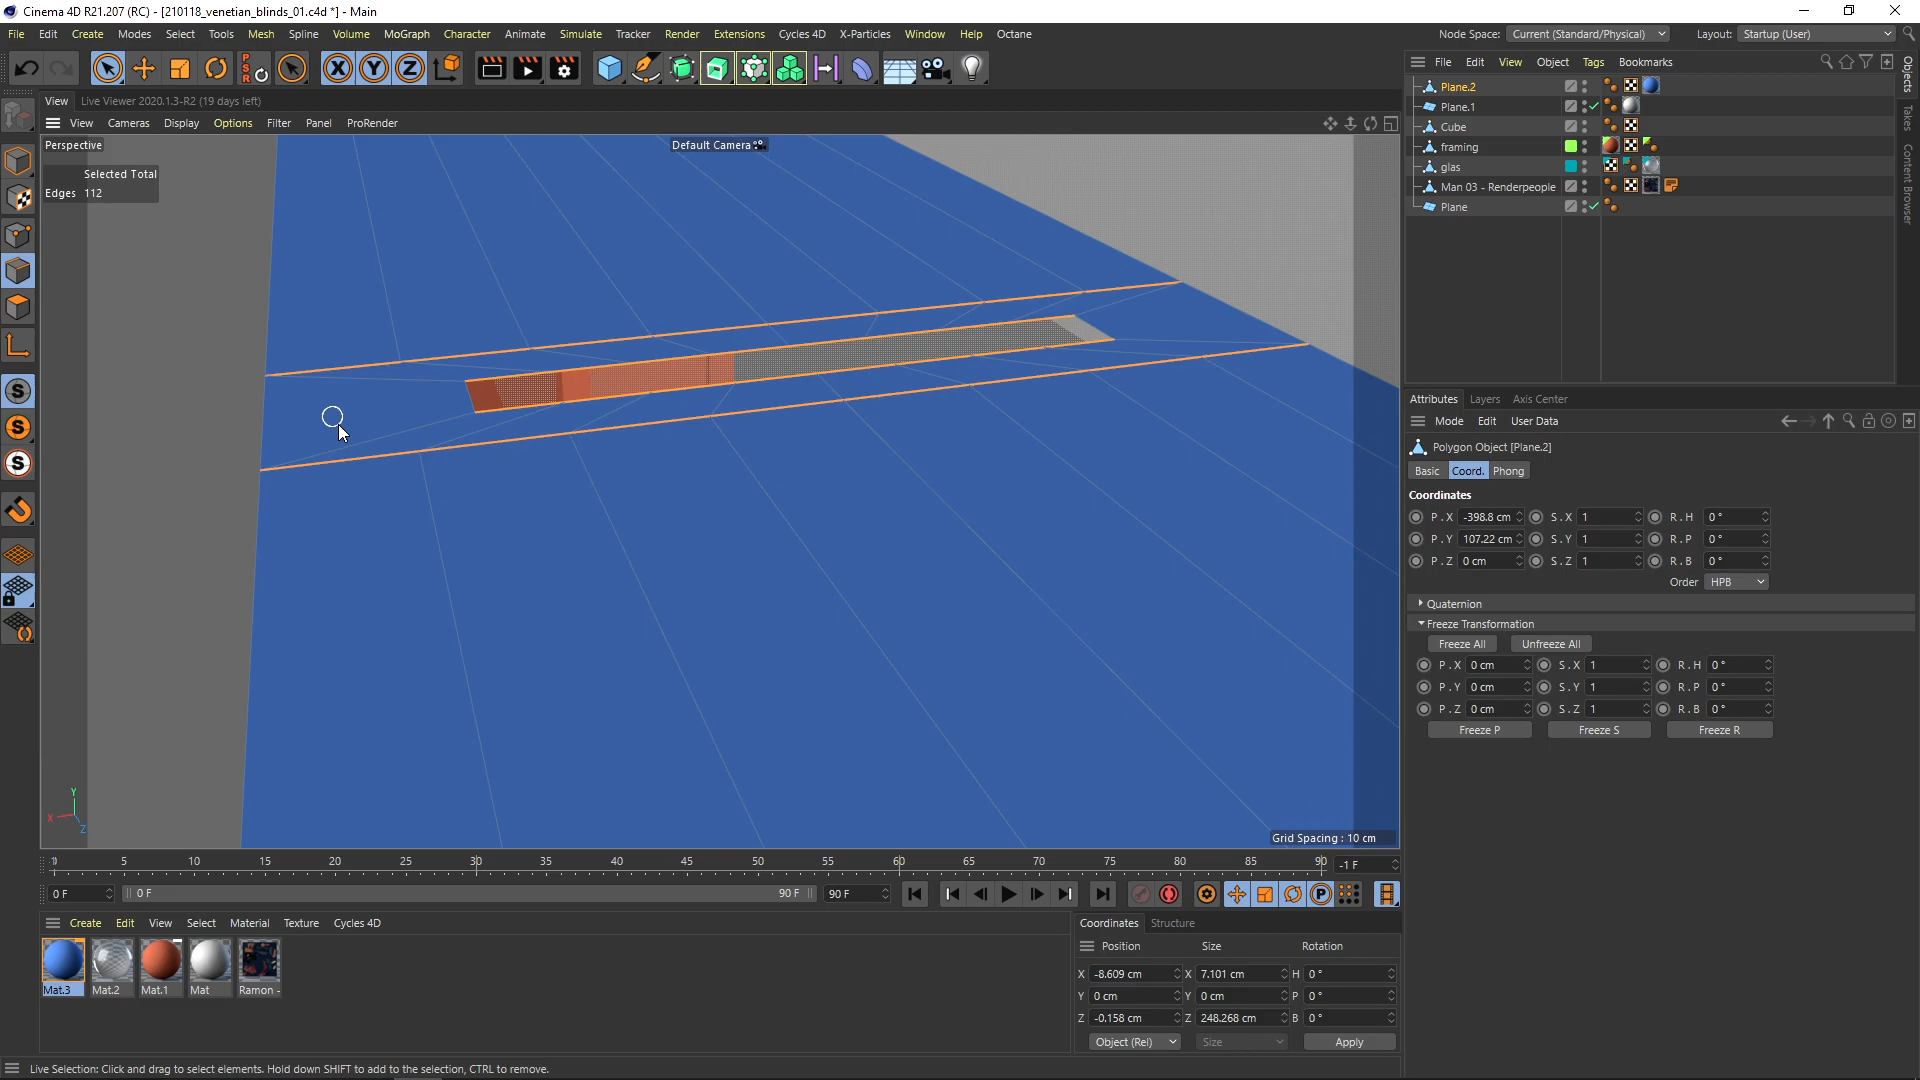 Cinema 4D R21.207 (RC) - [210118_venetian_blinds_01.c4d *] - Main
File Edit Create Modes Select Tools Mesh Spline Volume MoGraph Character Animate Simulate Tracker Render Extensions Cycles 4D X-Particles Window Help Octane
Node Space: Current (Standard/Physical) Layout: Startup (User)
PSR X Y Z
File Edit View Object Tags Bookmarks
View Live Viewer 2020.1.3-R2 (19 days left)
View Cameras Display Options Filter Panel ProRender
Perspective
Default Camera
Selected Total
Edges 112
Plane.2
Plane.1
Cube
framing
glas
Man 03 - Renderpeople
Plane
Objects
Takes
Content Browser
S
S
S
Attributes Layers Axis Center
Mode Edit User Data
Polygon Object [Plane.2]
Basic Coord. Phong
Coordinates
P . X -398.8 cm S . X 1 R . H 0°
P . Y 107.22 cm S . Y 1 R . P 0°
P . Z 0 cm S . Z 1 R . B 0°
Order HPB
Quaternion
Freeze Transformation
Freeze All Unfreeze All
P . X 0 cm S . X 1 R . H 0°
P . Y 0 cm S . Y 1 R . P 0°
P . Z 0 cm S . Z 1 R . B 0°
Freeze P Freeze S Freeze R
Y
X
Z
Grid Spacing : 10 cm
5 10 15 20 25 30 35 40 45 50 55 60 65 70 75 80 85 90 -1 F
0 F 0 F 90 F 90 F
P
Create Edit View Select Material Texture Cycles 4D
Mat.3 Mat.2 Mat.1 Mat Ramon -
Coordinates Structure
Position Size Rotation
X -8.609 cm X 7.101 cm H 0°
Y 0 cm Y 0 cm P 0°
Z -0.158 cm Z 248.268 cm B 0°
Object (Rel) Size Apply
Live Selection: Click and drag to select elements. Hold down SHIFT to add to the selection, CTRL to remove.